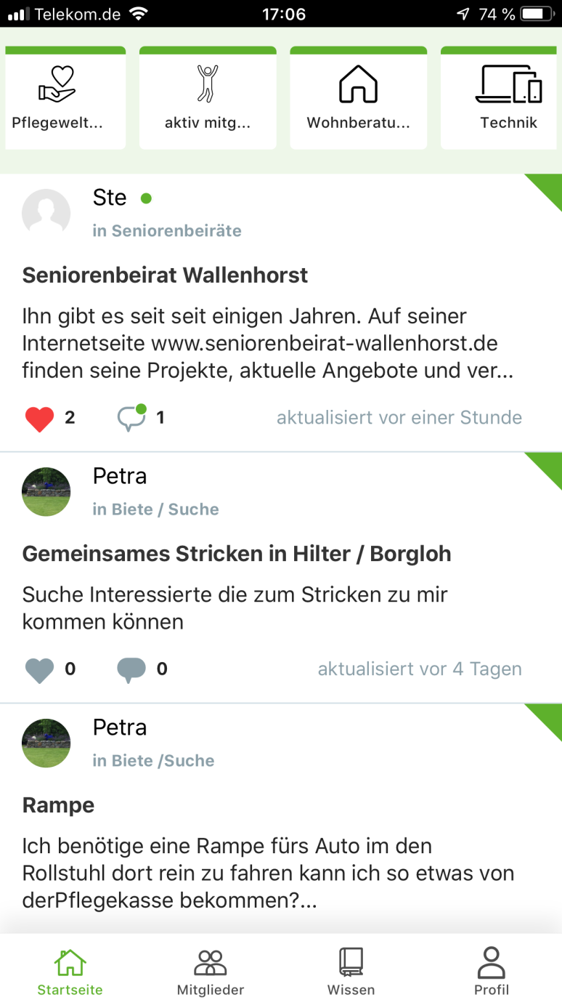 Telekom.de 17:06 74 %
Pflegewelt... aktiv mitg... Wohnberatu... Technik
Ste
in Seniorenbeiräte
Seniorenbeirat Wallenhorst
Ihn gibt es seit seit einigen Jahren. Auf seiner
Internetseite www.seniorenbeirat-wallenhorst.de
finden seine Projekte, aktuelle Angebote und ver...
2 1 aktualisiert vor einer Stunde
Petra
in Biete / Suche
Gemeinsames Stricken in Hilter / Borgloh
Suche Interessierte die zum Stricken zu mir
kommen können
0 0 aktualisiert vor 4 Tagen
Petra
in Biete /Suche
Rampe
Ich benötige eine Rampe fürs Auto im den
Rollstuhl dort rein zu fahren kann ich so etwas von
derPflegekasse bekommen?...
Startseite Mitglieder Wissen Profil